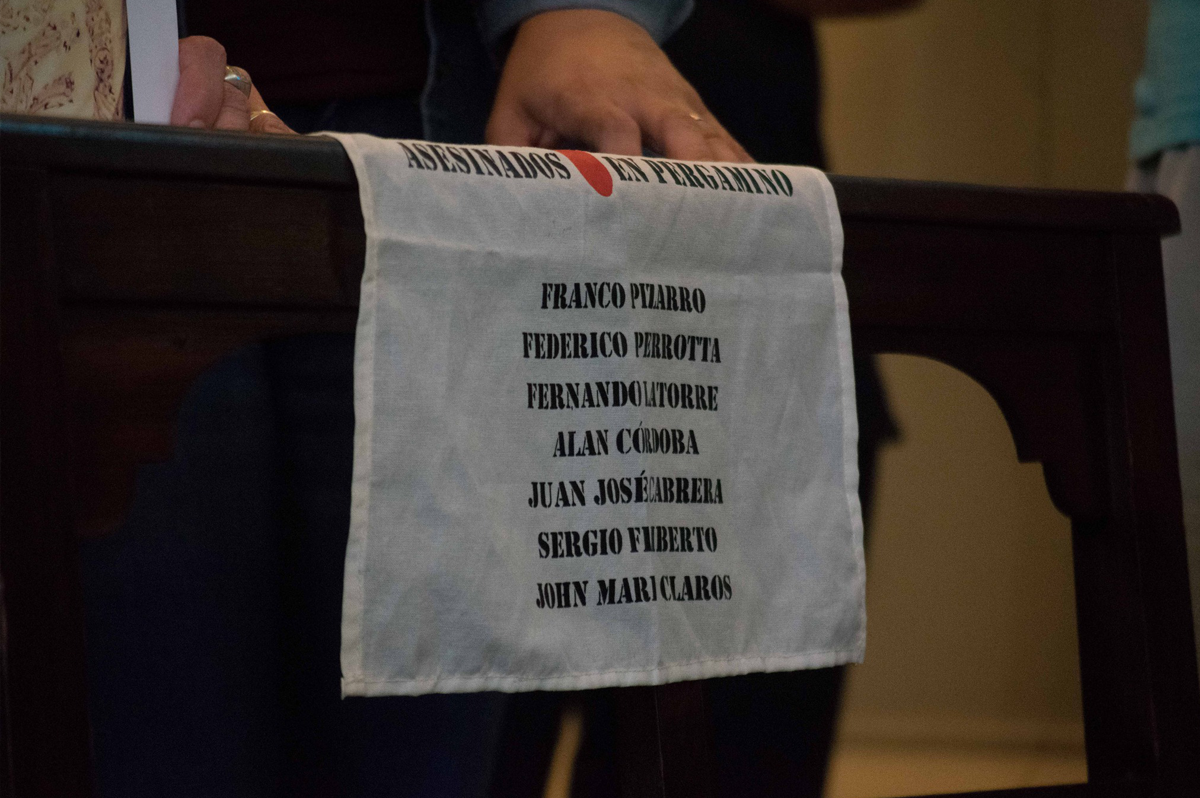 ASESINADOS EN PERGAMINO
FRANCO PIZARRO
FEDERICO PERROTTA
FERNANDO LATORRE
ALAN CÓRDOBA
JUAN JOSÉ CABRERA
SERGIO FILIBERTO
JOHN MARI CLAROS